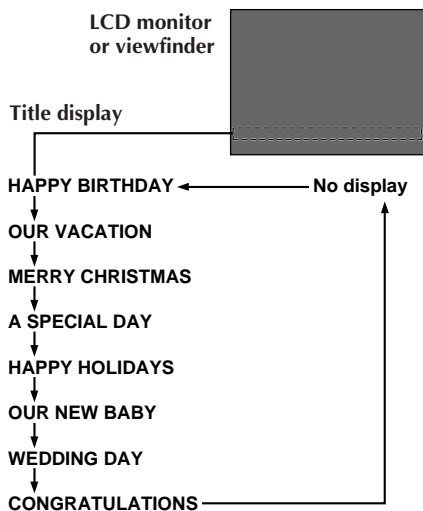 LCD monitor
or viewfinder
Title display
HAPPY BIRTHDAY
No display
OUR VACATION
MERRY CHRISTMAS
A SPECIAL DAY
HAPPY HOLIDAYS
OUR NEW BABY
WEDDING DAY
CONGRATULATIONS